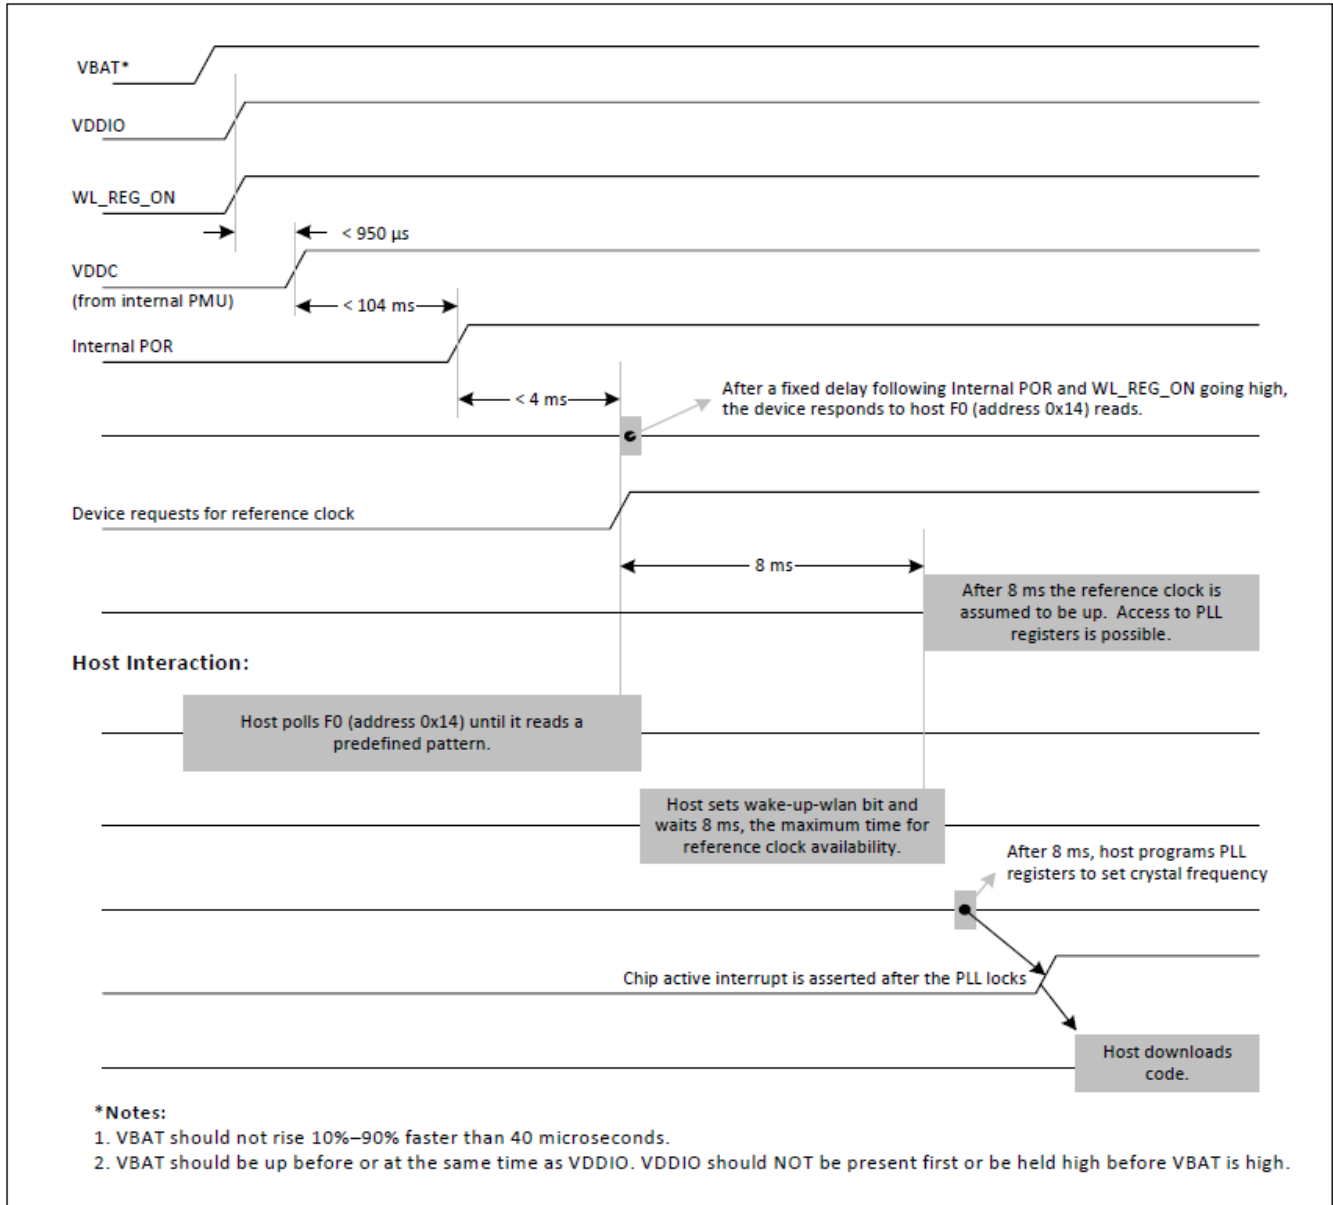 VBAT*
VDDIO
WL_REG_ON
< 950 µs
VDDC
(from internal PMU)
< 104 ms
Internal POR
< 4 ms
After a fixed delay following Internal POR and WL_REG_ON going high,
the device responds to host F0 (address 0x14) reads.
Device requests for reference clock
8 ms
After 8 ms the reference clock is
assumed to be up.  Access to PLL
registers is possible.
Host Interaction:
Host polls F0 (address 0x14) until it reads a
predefined pattern.
Host sets wake-up-wlan bit and
waits 8 ms, the maximum time for
reference clock availability.
After 8 ms, host programs PLL
registers to set crystal frequency
Chip active interrupt is asserted after the PLL locks
Host downloads
code.
*Notes:
1. VBAT should not rise 10%–90% faster than 40 microseconds.
2. VBAT should be up before or at the same time as VDDIO. VDDIO should NOT be present first or be held high before VBAT is high.